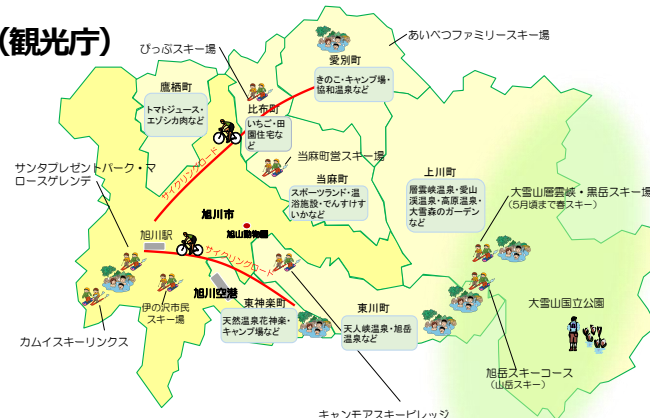 (観光庁)
ぴっぷスキー場
あいべつファミリースキー場
愛別町
きのこ・キャンプ場・
協和温泉など
鷹栖町
トマトジュース・
エゾシカ肉など
比布町
いちご・田
園住宅な
ど
サイクリングロード
当麻町営スキー場
当麻町
スポーツランド・温
浴施設・でんすけす
いかなど
上川町
層雲峡温泉・愛山
渓温泉・高原温泉・
大雪森のガーデン
など
大雪山層雲峡・黒岳スキー場
(5月頃まで春スキー)
サンタプレゼントパーク・マ
ロースゲレンデ
旭川市
旭山動物園
旭川駅
サイクリングロード
旭川空港
伊の沢市民
スキー場
カムイスキーリンクス
東神楽町
天然温泉花神楽・
キャンプ場など
東川町
天人峡温泉・旭岳
温泉など
大雪山国立公園
旭岳スキーコース
(山岳スキー)
キャンモアスキービレッジ